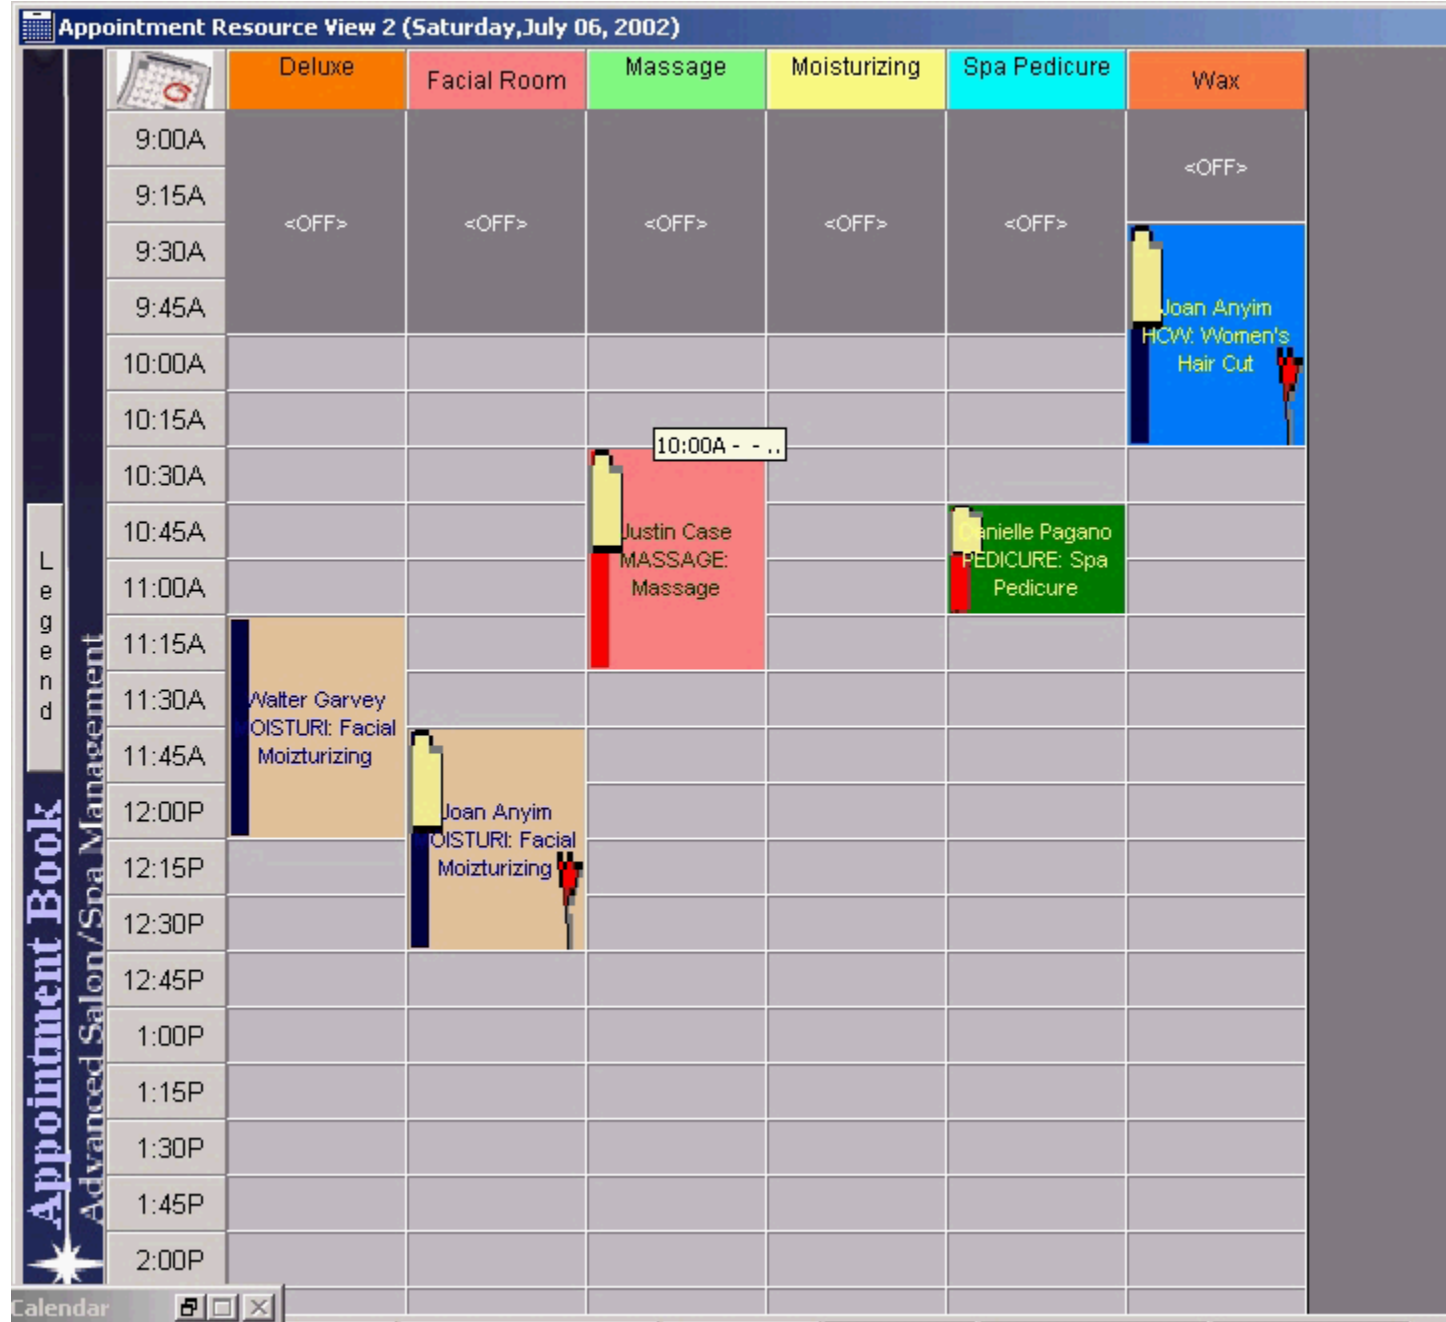 Appointment Resource View 2 (Saturday,July 06, 2002)
Deluxe
Facial Room
Massage
Moisturizing
Spa Pedicure
Wax
9:00A
9:15A
9:30A
9:45A
10:00A
10:15A
10:30A
10:45A
11:00A
11:15A
11:30A
11:45A
12:00P
12:15P
12:30P
12:45P
1:00P
1:15P
1:30P
1:45P
2:00P
<OFF>
<OFF>
<OFF>
<OFF>
<OFF>
<OFF>
Joan Anyim
HCW: Women's
Hair Cut
10:00A - - ..
Justin Case
MASSAGE:
Massage
Danielle Pagano
PEDICURE: Spa
Pedicure
Walter Garvey
OISTURI: Facial
Moizturizing
Joan Anyim
OISTURI: Facial
Moizturizing
Legend
Appointment Book
Advanced Salon/Spa Management
Calendar